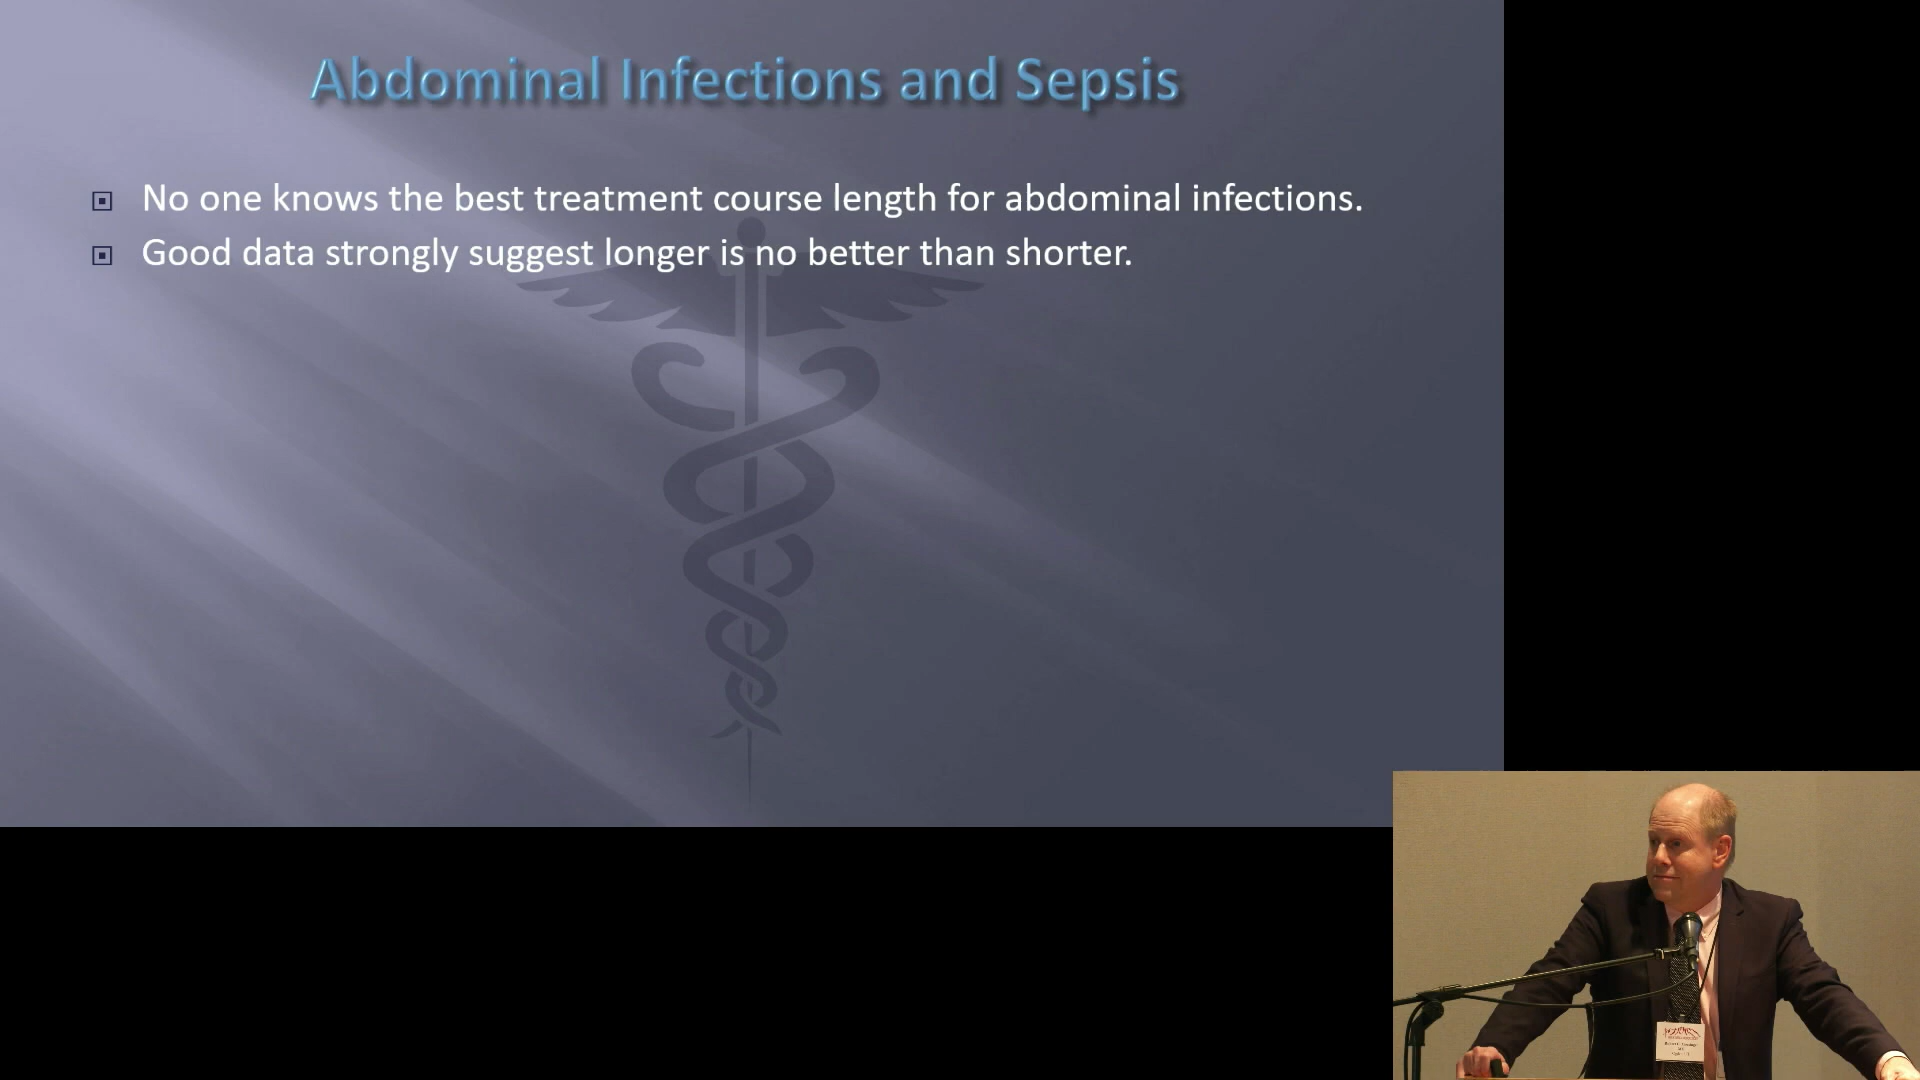 Abdominal Infections and Sepsis
No one knows the best treatment course length for abdominal infections.
Good data strongly suggest longer is no better than shorter.